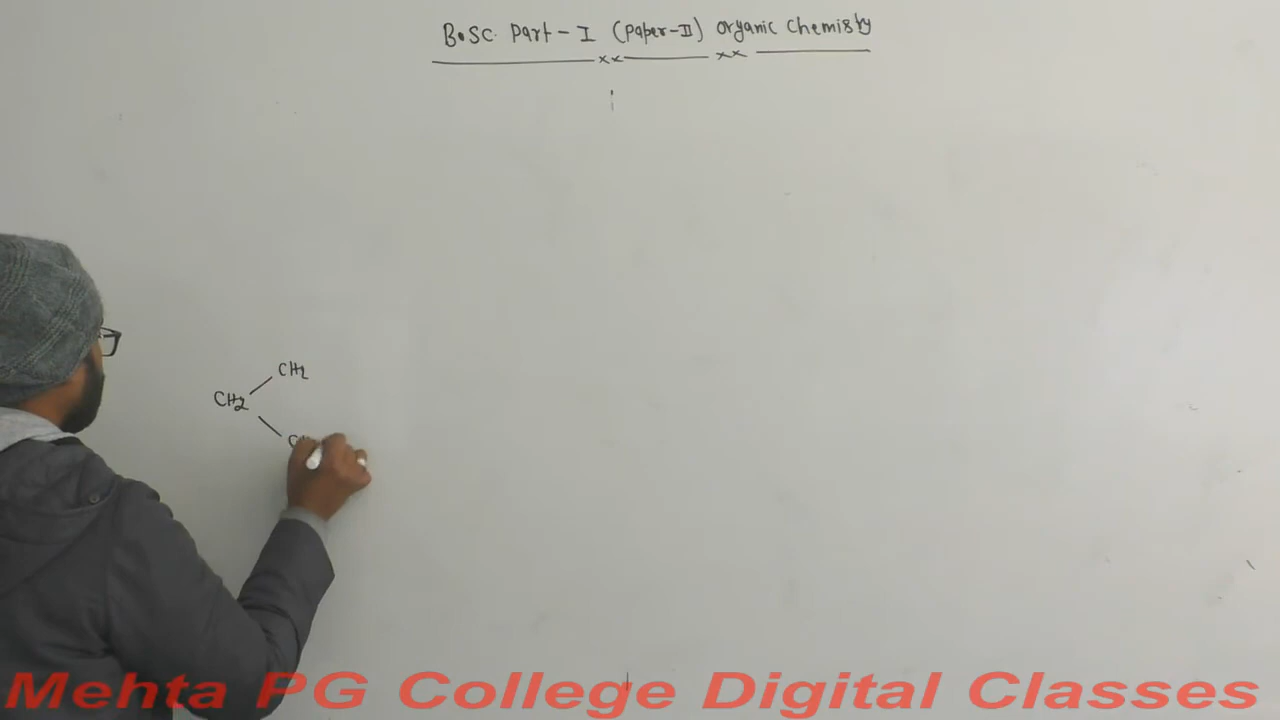 B.Sc. Part-I (Paper-II) Organic Chemistry
xx xx
CH2
CH2
Mehta PG College Digital Classes